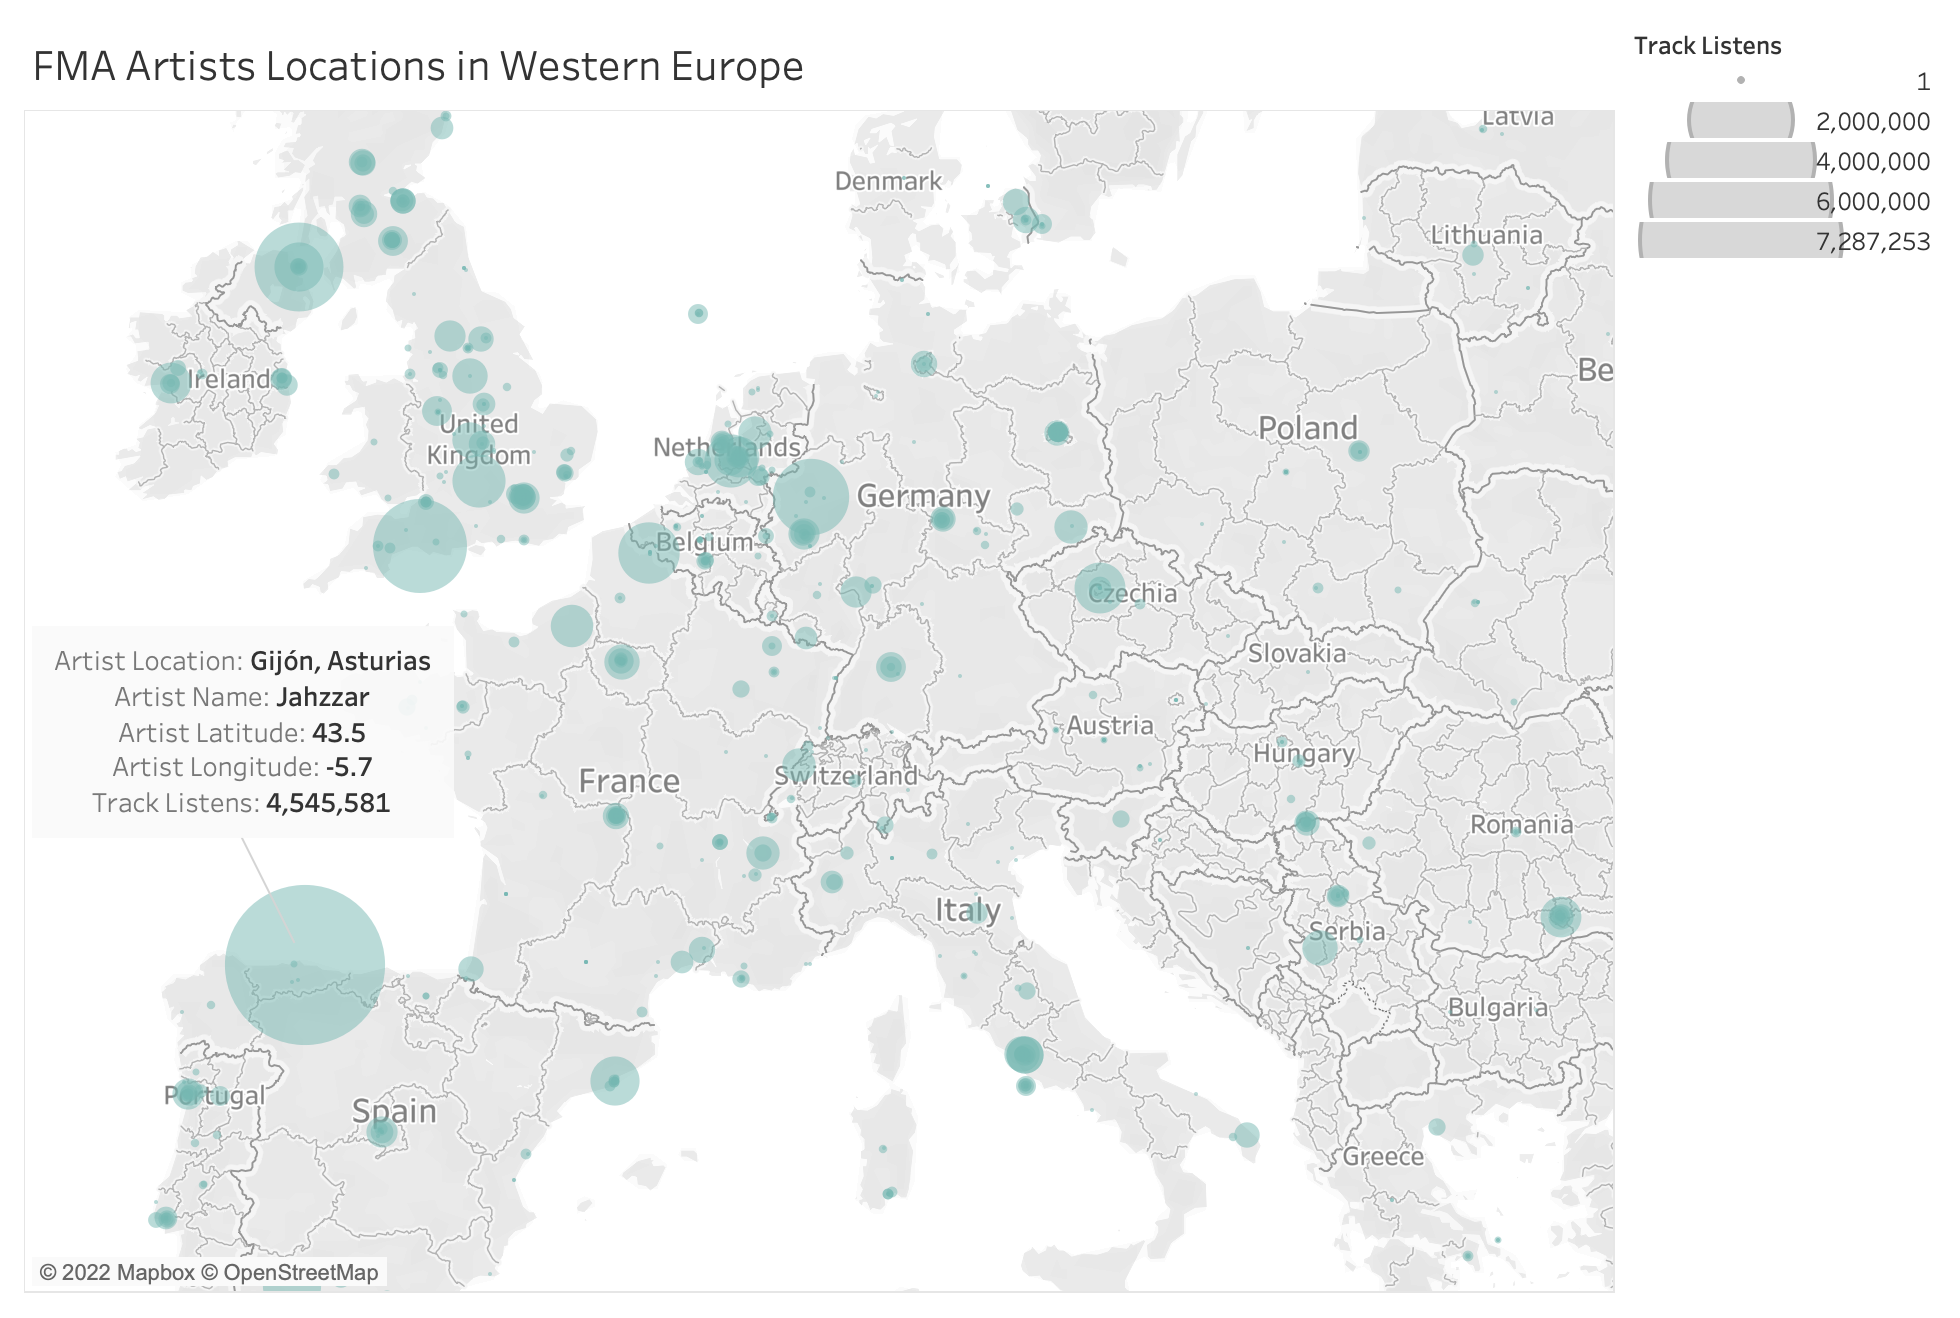 FMA Artists Locations in Western Europe
Track Listens
1
2,000,000
4,000,000
6,000,000
7,287,253
Latvia
Denmark
Lithuania
Ireland
Be
United
Kingdom
Poland
Netherlands
Germany
Belgium
Czechia
Slovakia
Artist Location: Gijón, Asturias
Artist Name: Jahzzar
Artist Latitude: 43.5
Artist Longitude: -5.7
Track Listens: 4,545,581
Austria
Hungary
France
Switzerland
Romania
Italy
Serbia
Bulgaria
Portugal
Spain
Greece
© 2022 Mapbox © OpenStreetMap